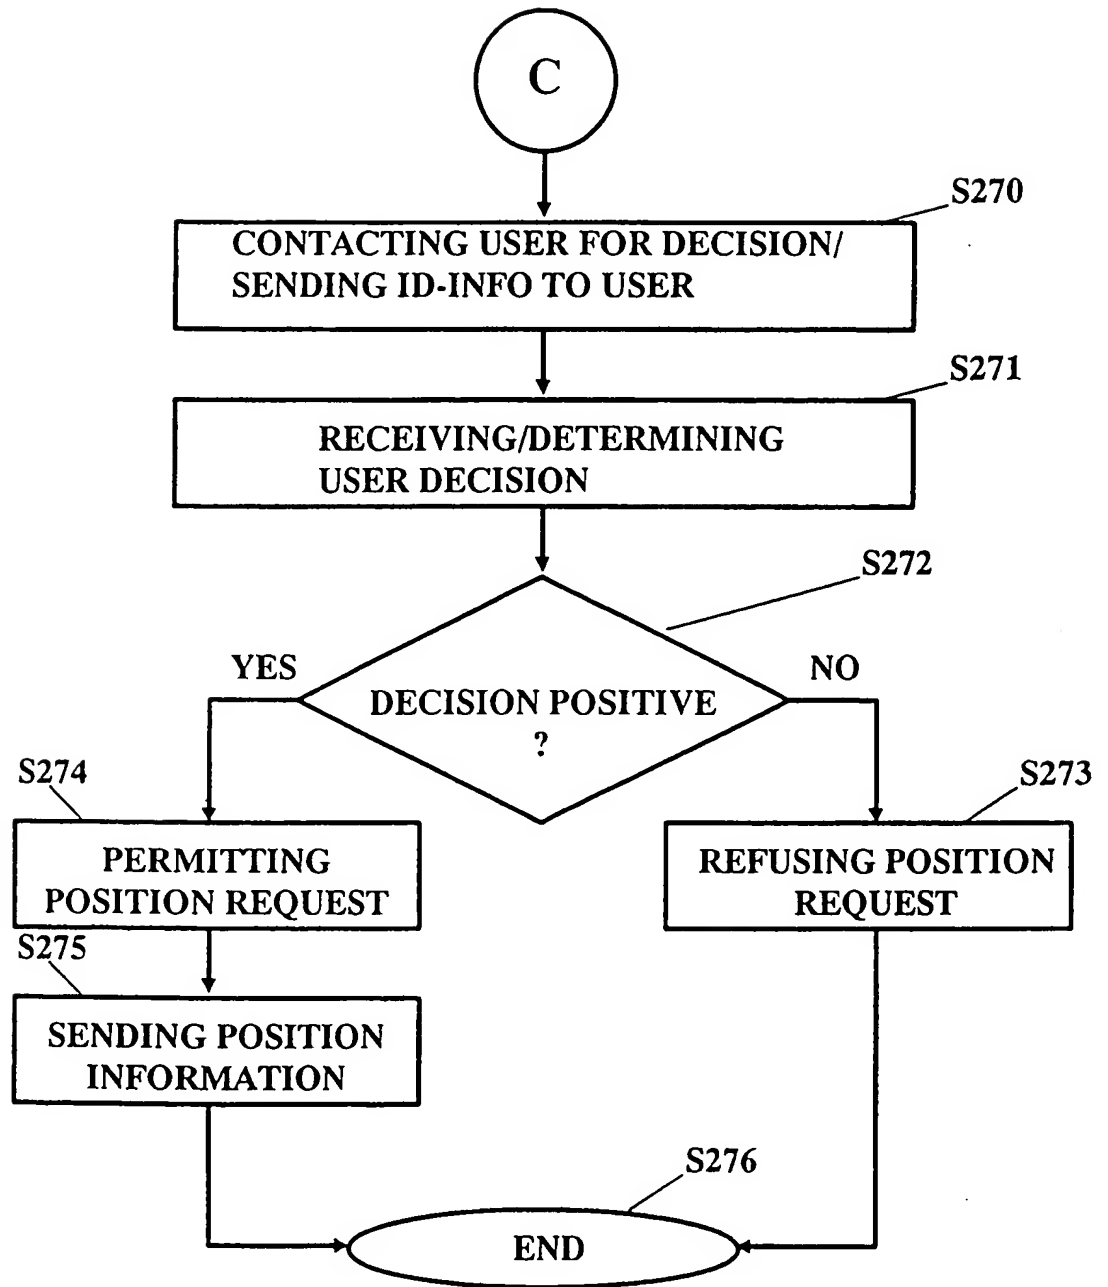 C
S270
CONTACTING USER FOR DECISION/
SENDING ID-INFO TO USER
S271
RECEIVING/DETERMINING
USER DECISION
S272
YES
NO
DECISION POSITIVE
?
S274
S273
PERMITTING
POSITION REQUEST
REFUSING POSITION
REQUEST
S275
SENDING POSITION
INFORMATION
S276
END